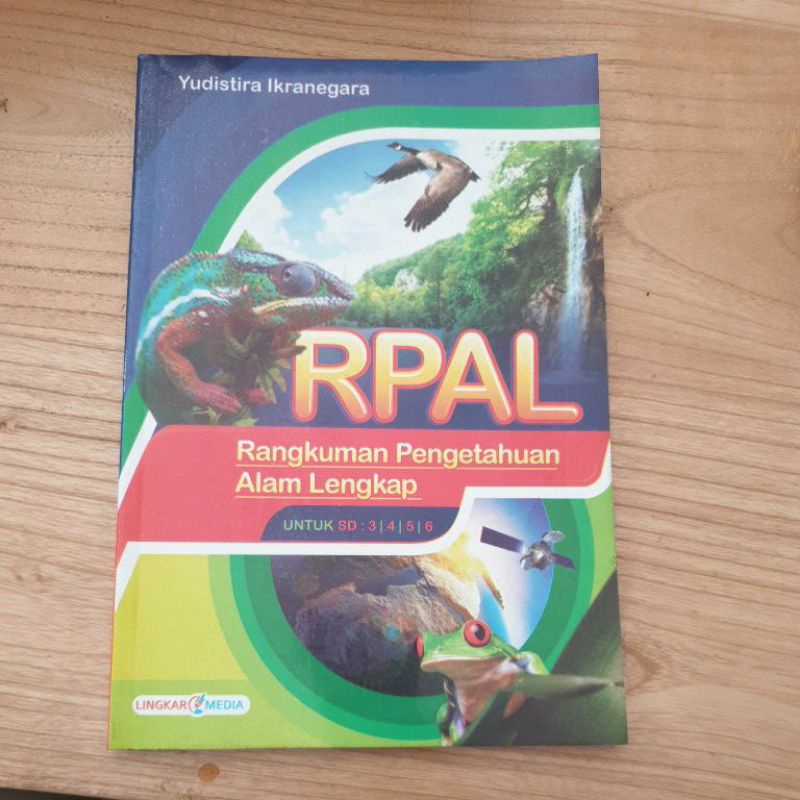 Yudistira Ikranegara
RPAL
Rangkuman Pengetahuan
Alam Lengkap
UNTUK SD : 3 | 4 | 5 | 6
LINGKAR MEDIA